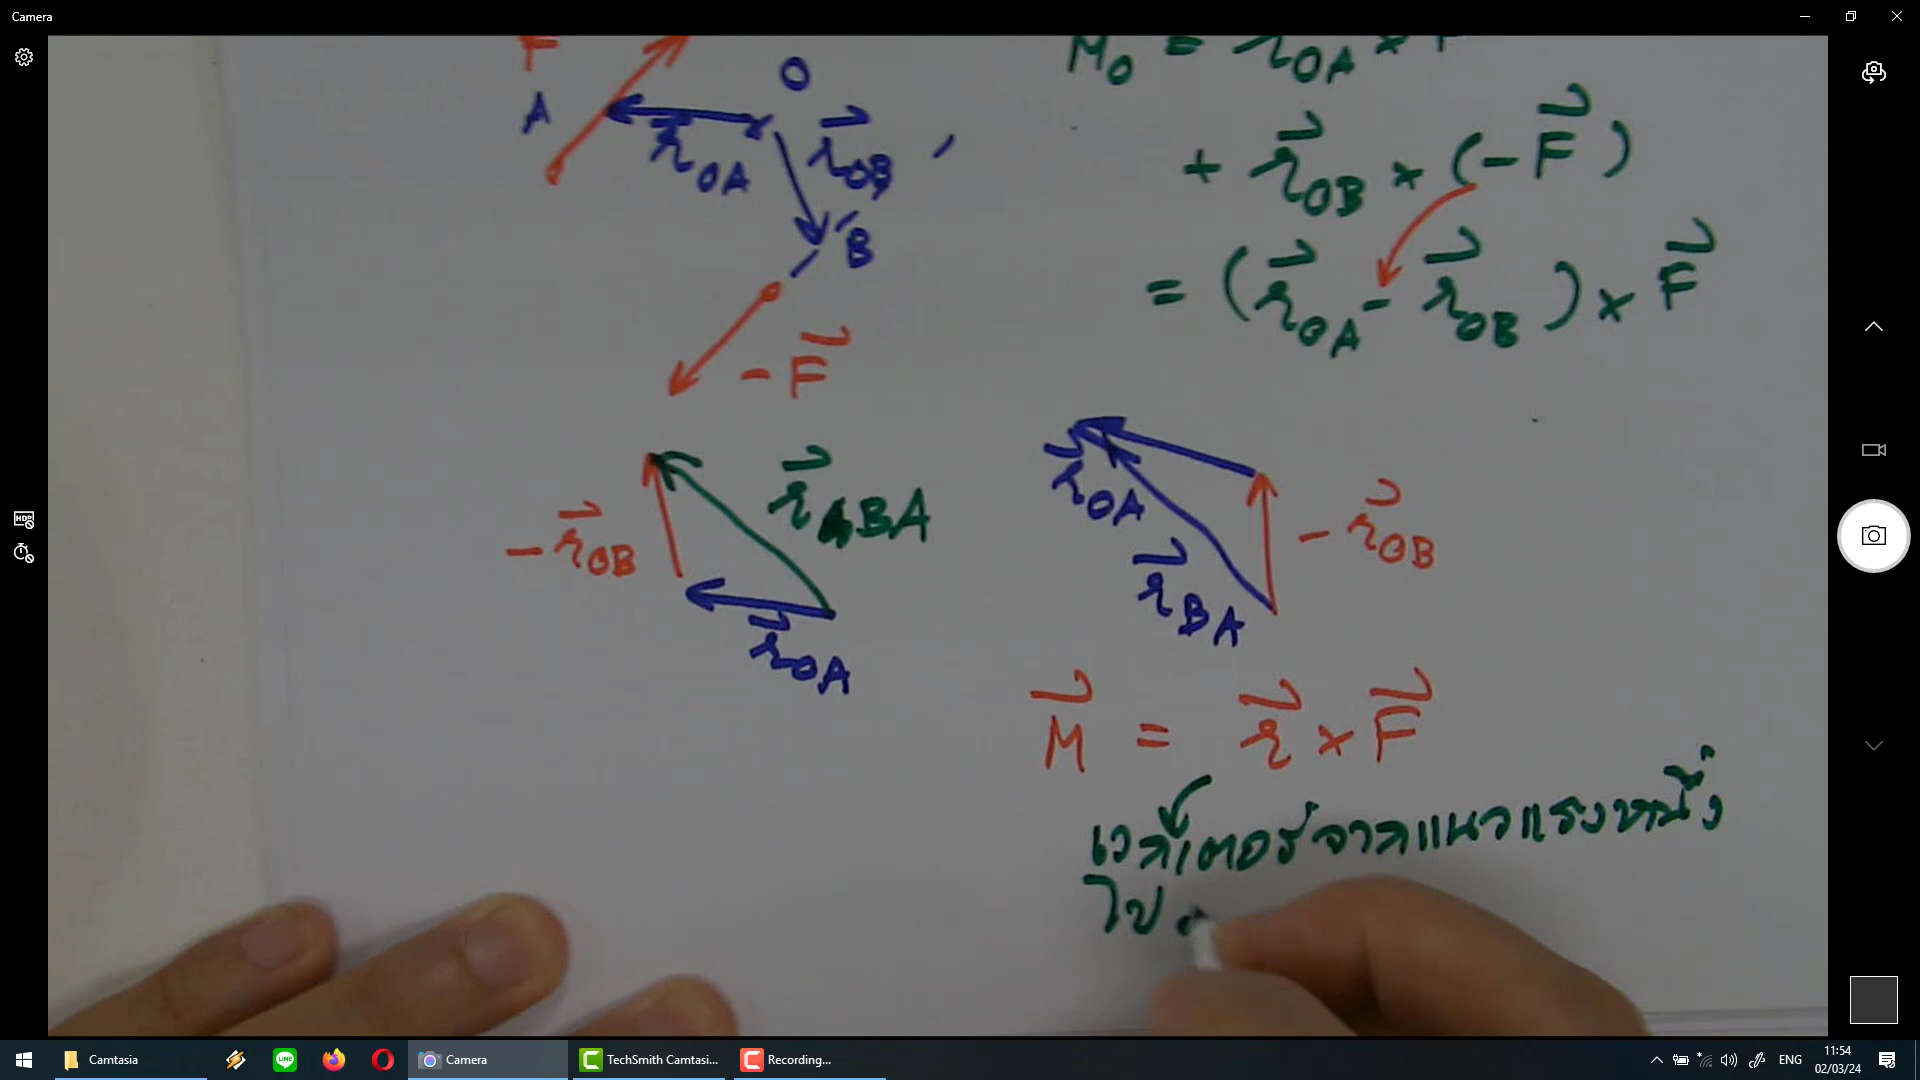 Camera
F
A
O
r⃗OA
r⃗OB
B
- F⃗
MO = r⃗OA × F
+ r⃗OB × (- F⃗)
= (r⃗OA - r⃗OB) × F⃗
- r⃗OB
r⃗BA
r⃗OA
r⃗OA
- r⃗OB
r⃗BA
M⃗ = r⃗ × F⃗
เวกเตอร์จากแนวแรงหนึ่ง
ไป
Camtasia
Camera
TechSmith Camtasi...
Recording...
ENG
11:54
02/03/24